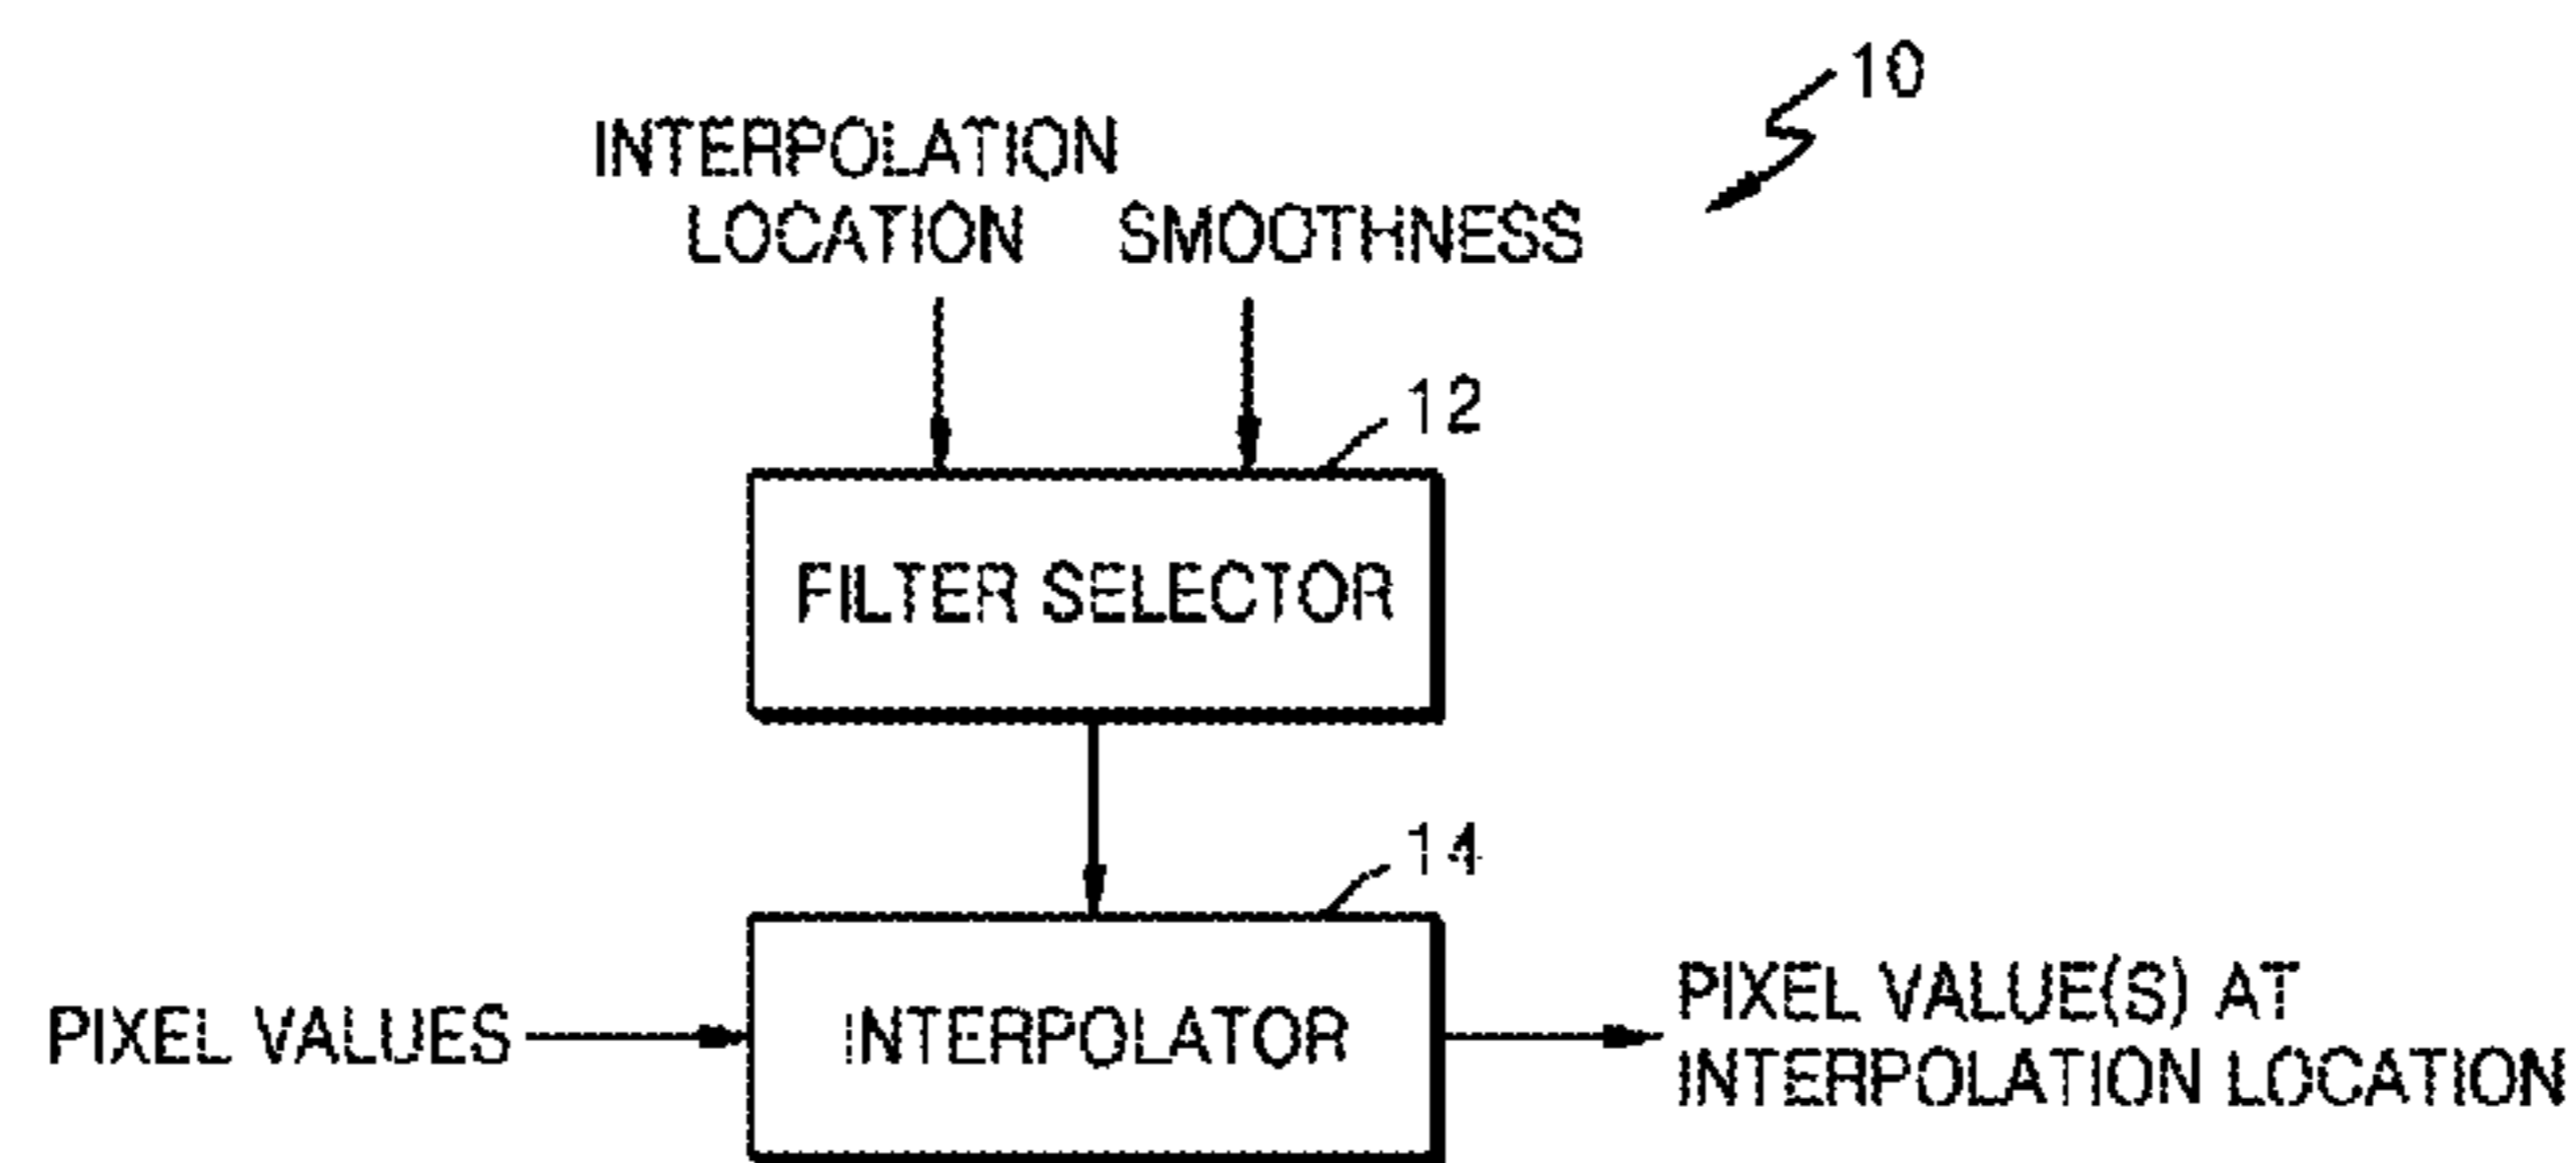 10
INTERPOLATION
LOCATION
SMOOTHNESS
12
FILTER SELECTOR
14
PIXEL VALUES
INTERPOLATOR
PIXEL VALUE(S) AT
INTERPOLATION LOCATION